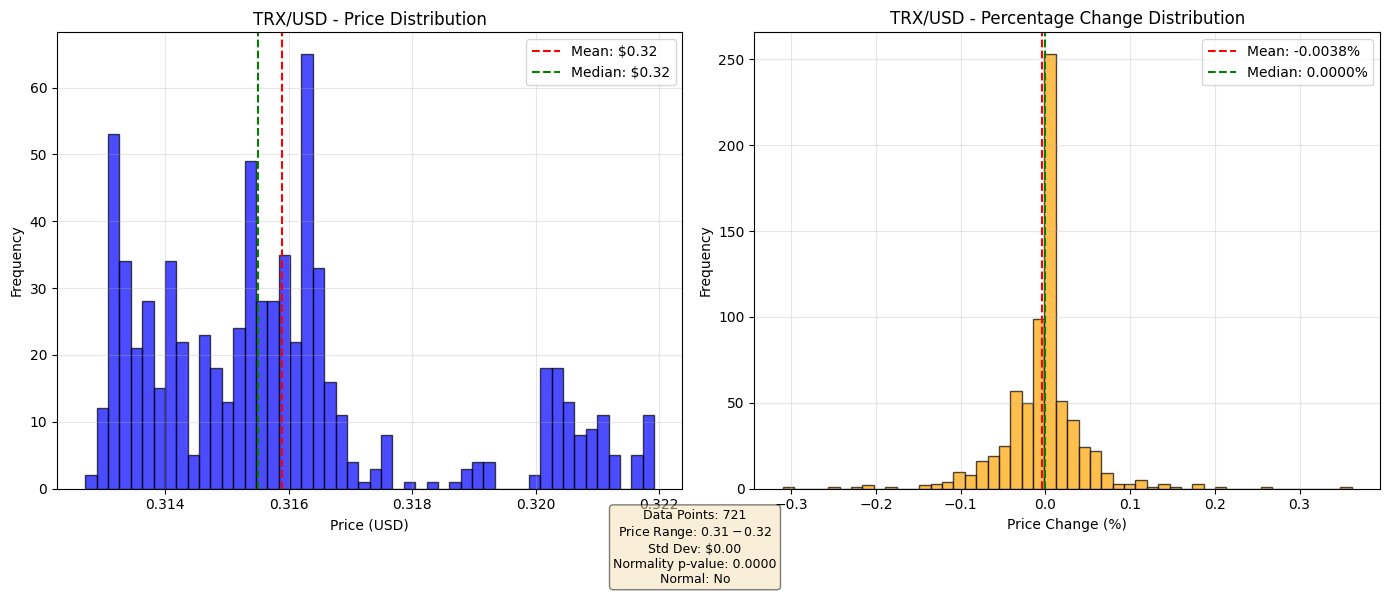 TRX/USD - Price Distribution
Mean: $0.32
Median: $0.32
Frequency
60
50
40
30
20
10
0
0.314
0.316
0.318
0.320
0.322
Price (USD)
TRX/USD - Percentage Change Distribution
Mean: -0.0038%
Median: 0.0000%
Frequency
250
200
150
100
50
0
−0.3
−0.2
−0.1
0.0
0.1
0.2
0.3
Price Change (%)
Data Points: 721
Price Range: 0.31 − 0.32
Std Dev: $0.00
Normality p-value: 0.0000
Normal: No